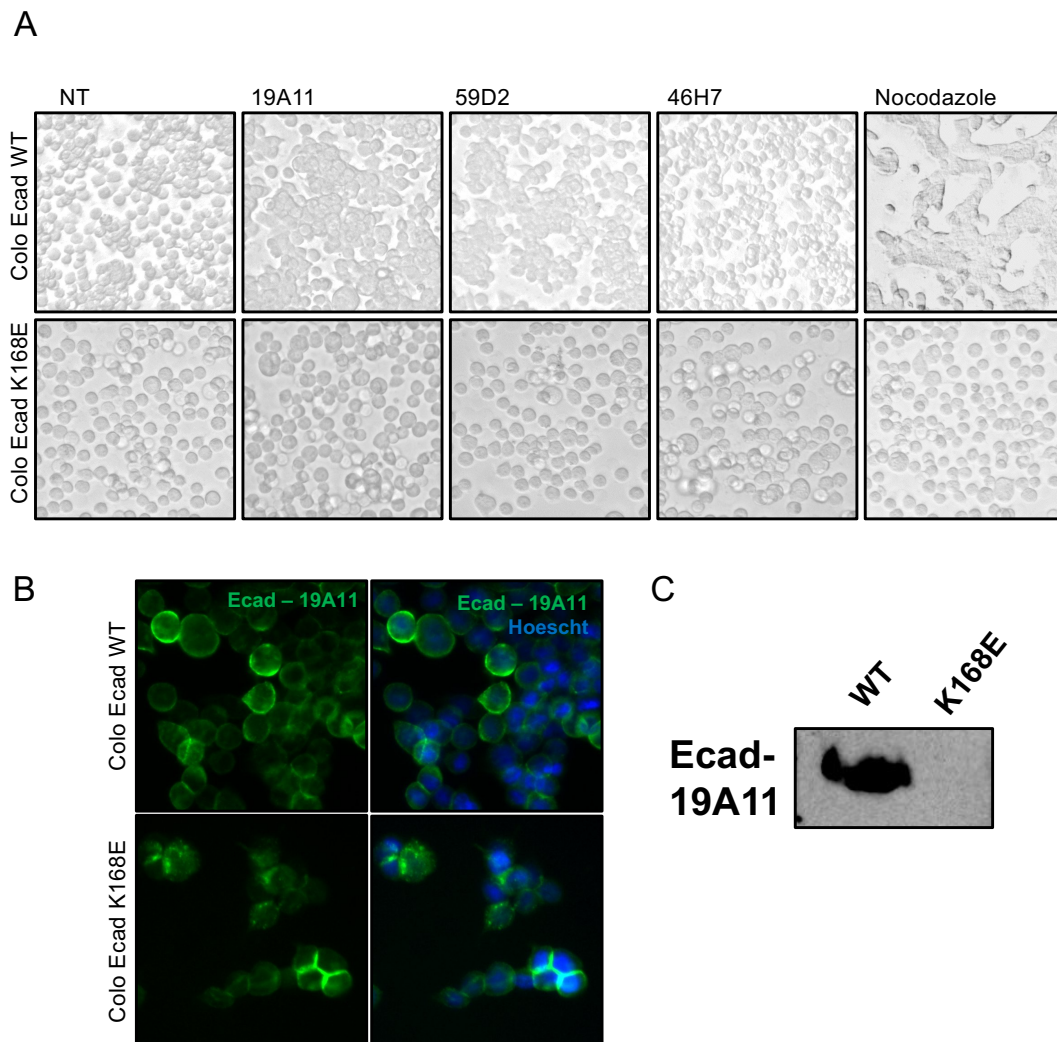 A
NT
19A11
59D2
46H7
Nocodazole
Colo Ecad WT
Colo Ecad K168E
B
Ecad – 19A11
Ecad – 19A11
Hoescht
Colo Ecad WT
Colo Ecad K168E
C
WT
K168E
Ecad-
19A11